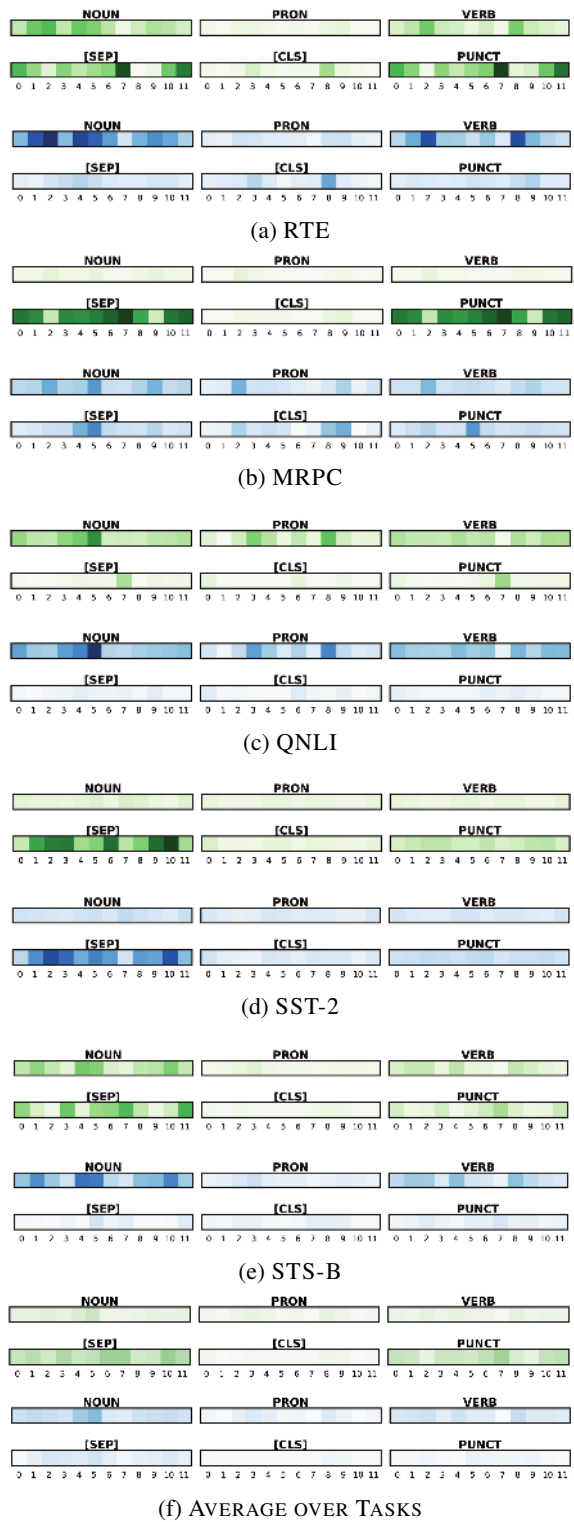 NOUN PRON VERB
[SEP] [CLS] PUNCT
0 1 2 3 4 5 6 7 8 9 10 11 0 1 2 3 4 5 6 7 8 9 10 11 0 1 2 3 4 5 6 7 8 9 10 11
NOUN PRON VERB
[SEP] [CLS] PUNCT
0 1 2 3 4 5 6 7 8 9 10 11 0 1 2 3 4 5 6 7 8 9 10 11 0 1 2 3 4 5 6 7 8 9 10 11
(a) RTE
NOUN PRON VERB
[SEP] [CLS] PUNCT
0 1 2 3 4 5 6 7 8 9 10 11 0 1 2 3 4 5 6 7 8 9 10 11 0 1 2 3 4 5 6 7 8 9 10 11
NOUN PRON VERB
[SEP] [CLS] PUNCT
0 1 2 3 4 5 6 7 8 9 10 11 0 1 2 3 4 5 6 7 8 9 10 11 0 1 2 3 4 5 6 7 8 9 10 11
(b) MRPC
NOUN PRON VERB
[SEP] [CLS] PUNCT
0 1 2 3 4 5 6 7 8 9 10 11 0 1 2 3 4 5 6 7 8 9 10 11 0 1 2 3 4 5 6 7 8 9 10 11
NOUN PRON VERB
[SEP] [CLS] PUNCT
0 1 2 3 4 5 6 7 8 9 10 11 0 1 2 3 4 5 6 7 8 9 10 11 0 1 2 3 4 5 6 7 8 9 10 11
(c) QNLI
NOUN PRON VERB
[SEP] [CLS] PUNCT
0 1 2 3 4 5 6 7 8 9 10 11 0 1 2 3 4 5 6 7 8 9 10 11 0 1 2 3 4 5 6 7 8 9 10 11
NOUN PRON VERB
[SEP] [CLS] PUNCT
0 1 2 3 4 5 6 7 8 9 10 11 0 1 2 3 4 5 6 7 8 9 10 11 0 1 2 3 4 5 6 7 8 9 10 11
(d) SST-2
NOUN PRON VERB
[SEP] [CLS] PUNCT
0 1 2 3 4 5 6 7 8 9 10 11 0 1 2 3 4 5 6 7 8 9 10 11 0 1 2 3 4 5 6 7 8 9 10 11
NOUN PRON VERB
[SEP] [CLS] PUNCT
0 1 2 3 4 5 6 7 8 9 10 11 0 1 2 3 4 5 6 7 8 9 10 11 0 1 2 3 4 5 6 7 8 9 10 11
(e) STS-B
NOUN PRON VERB
[SEP] [CLS] PUNCT
0 1 2 3 4 5 6 7 8 9 10 11 0 1 2 3 4 5 6 7 8 9 10 11 0 1 2 3 4 5 6 7 8 9 10 11
NOUN PRON VERB
[SEP] [CLS] PUNCT
0 1 2 3 4 5 6 7 8 9 10 11 0 1 2 3 4 5 6 7 8 9 10 11 0 1 2 3 4 5 6 7 8 9 10 11
(f) AVERAGE OVER TASKS